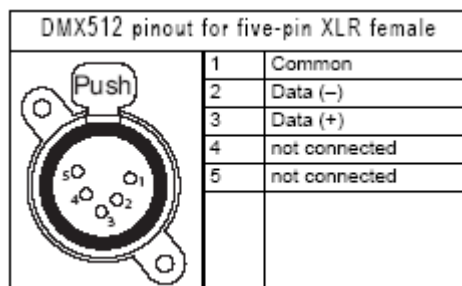 DMX512 pinout for five-pin XLR female
Push
5 1
4 2
3
1 Common
2 Data (–)
3 Data (+)
4 not connected
5 not connected